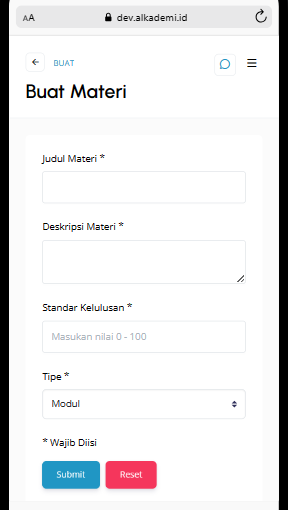 AA dev.alkademi.id
BUAT
Buat Materi
Judul Materi *
Deskripsi Materi *
Standar Kelulusan *
Masukan nilai 0 - 100
Tipe *
Modul
* Wajib Diisi
Submit Reset